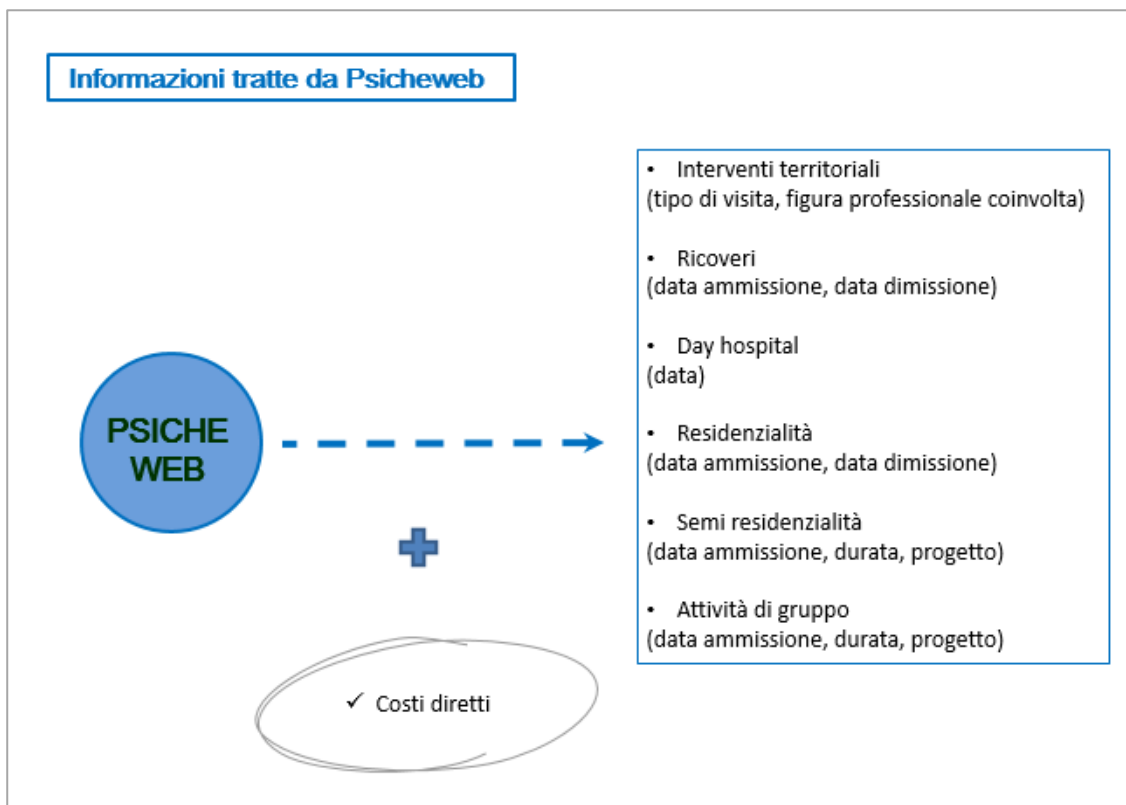 Informazioni tratte da Psicheweb
• Interventi territoriali
(tipo di visita, figura professionale coinvolta)
• Ricoveri
(data ammissione, data dimissione)
• Day hospital
(data)
• Residenzialità
(data ammissione, data dimissione)
• Semi residenzialità
(data ammissione, durata, progetto)
• Attività di gruppo
(data ammissione, durata, progetto)
PSICHE
WEB
✓ Costi diretti